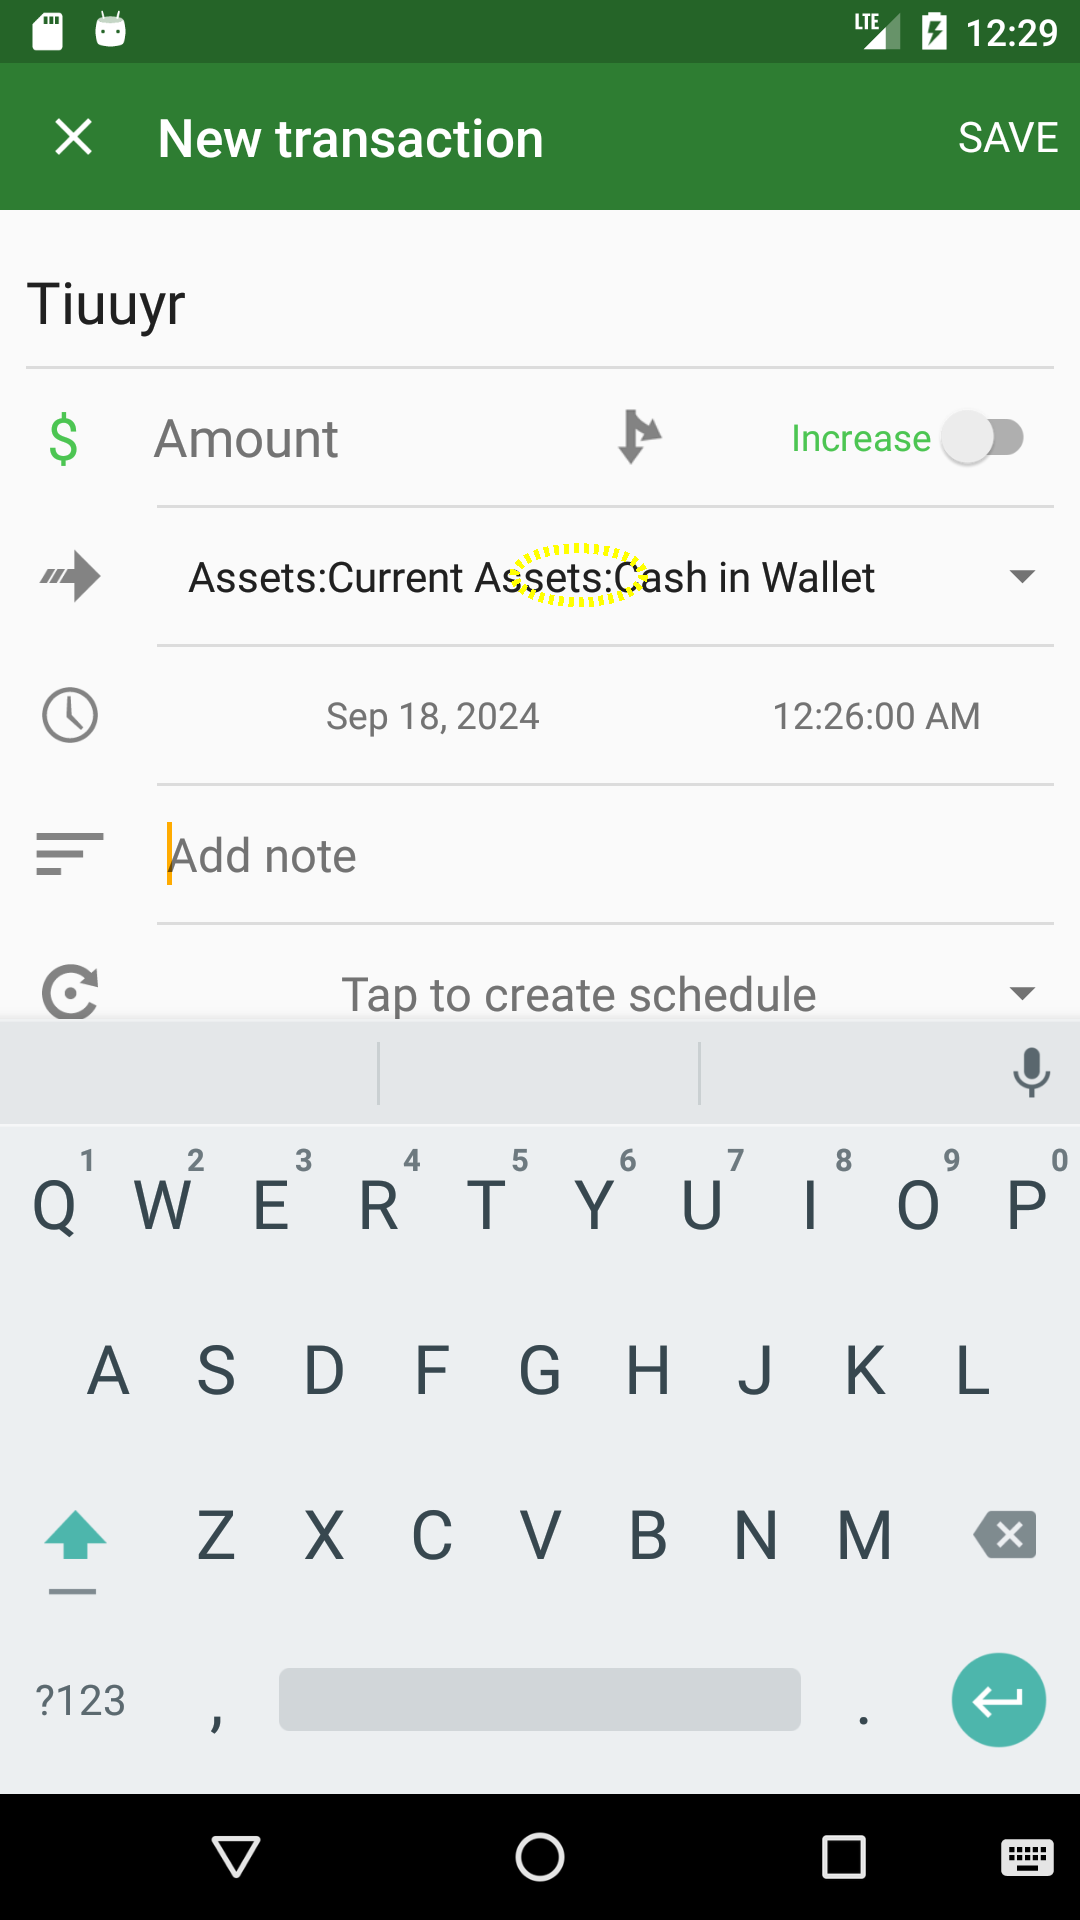 LTE 12:29
New transaction SAVE
Tiuuyr
$ Amount Increase
Assets:Current Assets:Cash in Wallet
Sep 18, 2024 12:26:00 AM
Add note
Tap to create schedule
1 2 3 4 5 6 7 8 9 0
Q W E R T Y U I O P
A S D F G H J K L
Z X C V B N M
?123 , .